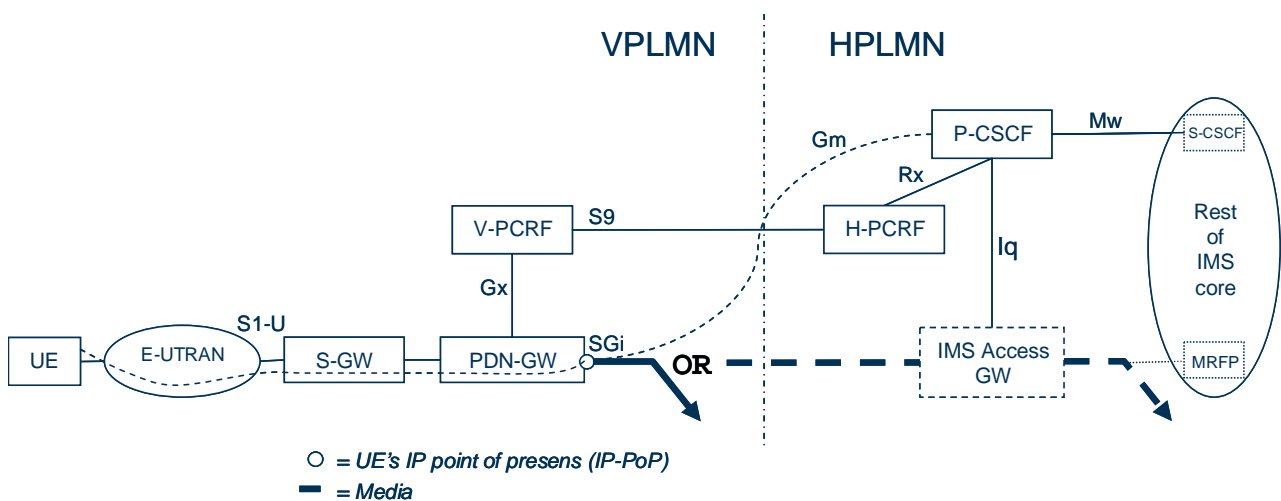 VPLMN
HPLMN
P-CSCF
Mw
S-CSCF
Gm
Rx
V-PCRF
S9
H-PCRF
Rest
of
IMS
core
Gx
Iq
S1-U
SGi
UE
E-UTRAN
S-GW
PDN-GW
OR
IMS Access
GW
MRFP
= UE's IP point of presens (IP-PoP)
= Media